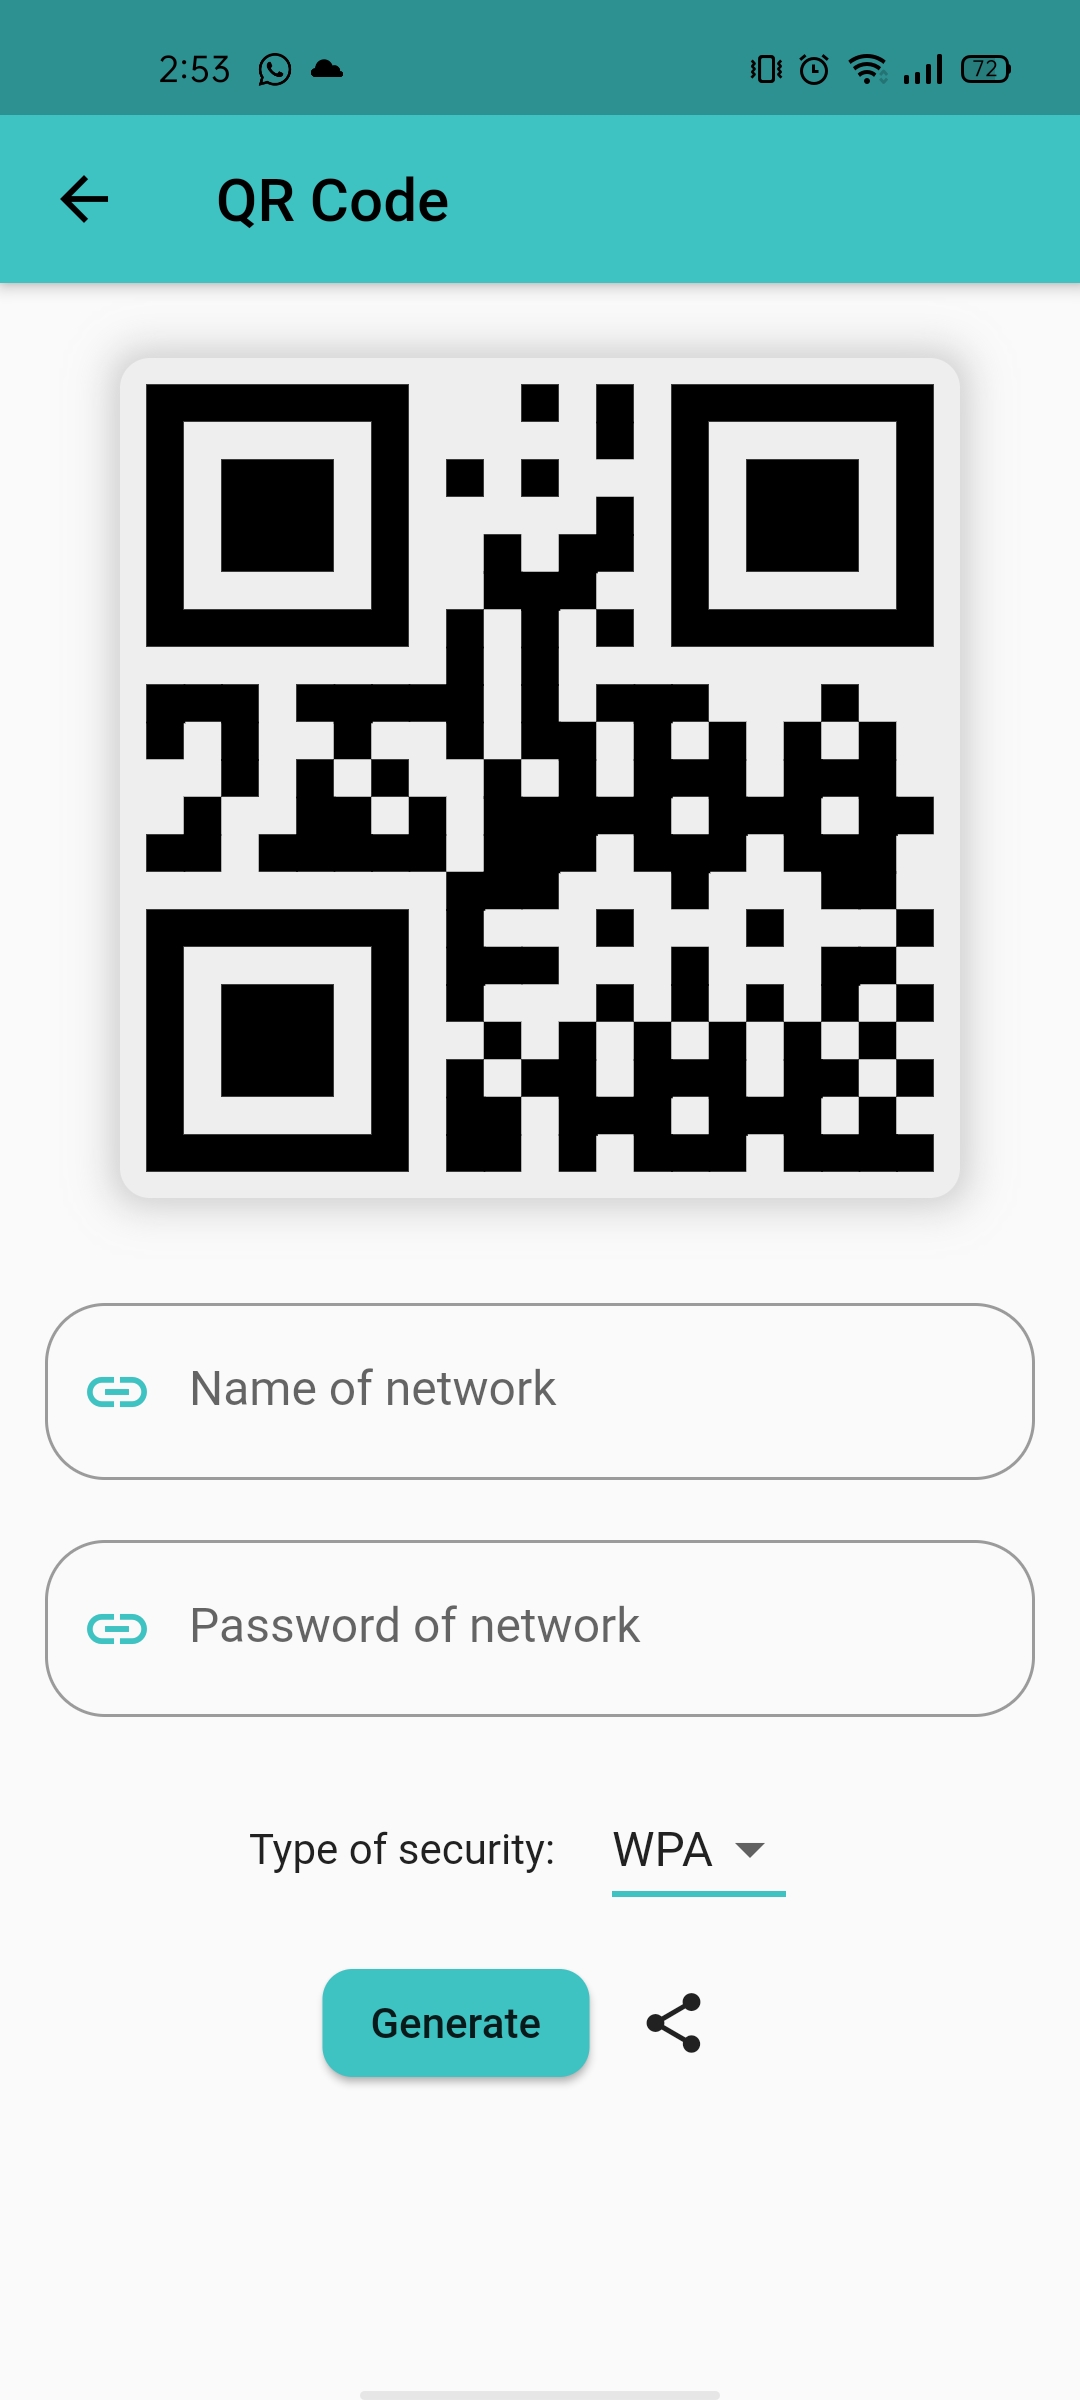 2:53
72
QR Code
Name of network
Password of network
Type of security: WPA
Generate